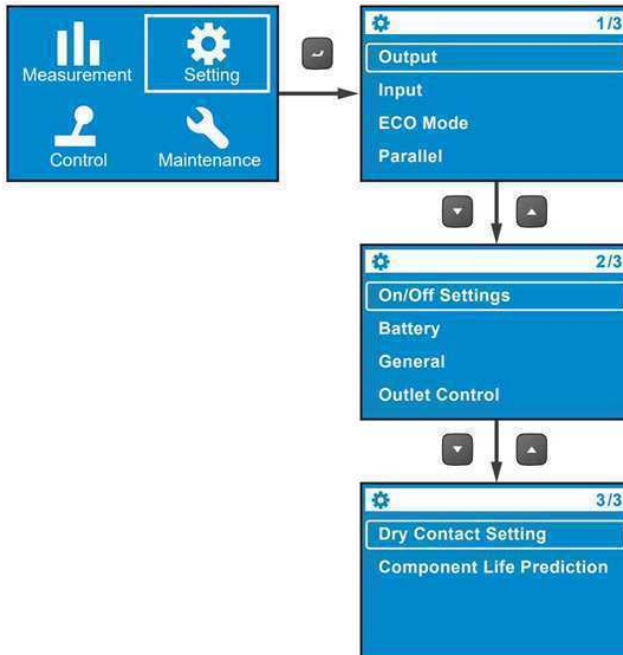 Measurement
Setting
Control
Maintenance
1/3
Output
Input
ECO Mode
Parallel
2/3
On/Off Settings
Battery
General
Outlet Control
3/3
Dry Contact Setting
Component Life Prediction